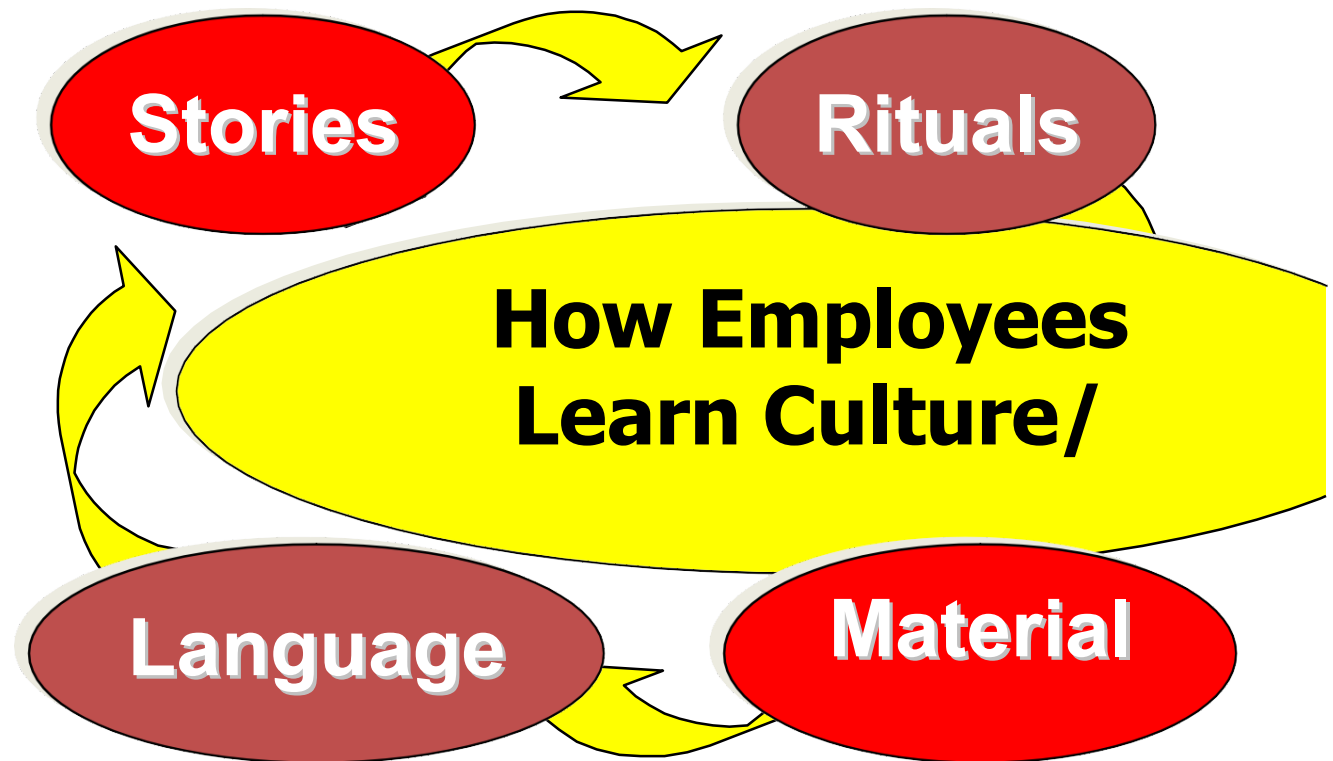 Stories
Rituals
How Employees
Learn Culture/
Language
Material